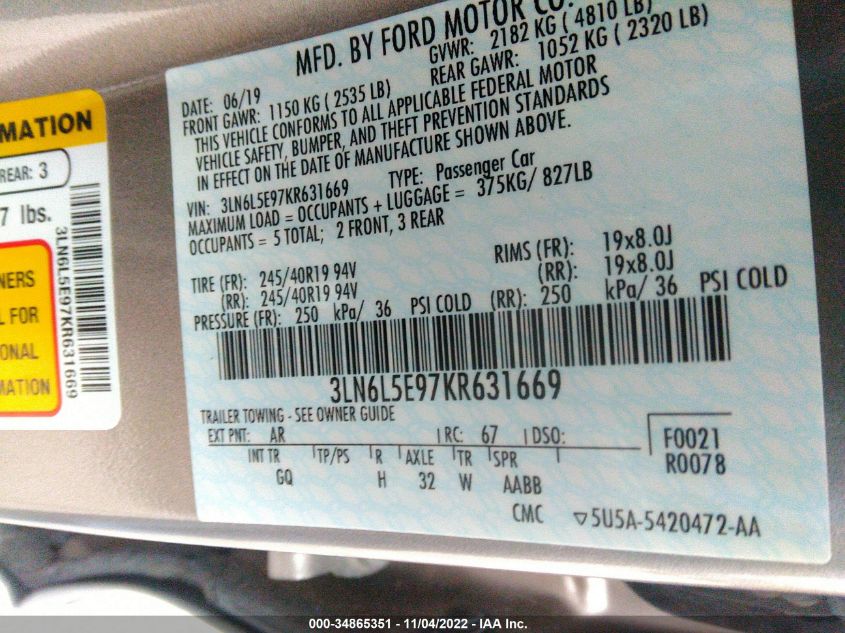 MATION
REAR: 3
7 lbs.
NERS
L FOR
ONAL
MATION
3LN6L5E97KR631669
MFD. BY FORD MOTOR CO.
DATE: 06/19 GVWR: 2182 KG ( 4810 LB)
FRONT GAWR: 1150 KG ( 2535 LB) REAR GAWR: 1052 KG ( 2320 LB)
THIS VEHICLE CONFORMS TO ALL APPLICABLE FEDERAL MOTOR
VEHICLE SAFETY, BUMPER, AND THEFT PREVENTION STANDARDS
IN EFFECT ON THE DATE OF MANUFACTURE SHOWN ABOVE.
VIN: 3LN6L5E97KR631669 TYPE: Passenger Car
MAXIMUM LOAD = OCCUPANTS + LUGGAGE = 375KG/ 827LB
OCCUPANTS = 5 TOTAL; 2 FRONT, 3 REAR
TIRE (FR): 245/40R19 94V RIMS (FR): 19x8.0J
(RR): 245/40R19 94V (RR): 19x8.0J
PRESSURE (FR): 250 kPa/ 36 PSI COLD (RR): 250 kPa/ 36 PSI COLD
3LN6L5E97KR631669
TRAILER TOWING - SEE OWNER GUIDE
EXT PNT: AR RC: 67 DSO: F0021
INT TR TP/PS R AXLE TR SPR R0078
GQ H 32 W AABB
CMC ▽5U5A-5420472-AA
000-34865351 - 11/04/2022 - IAA Inc.